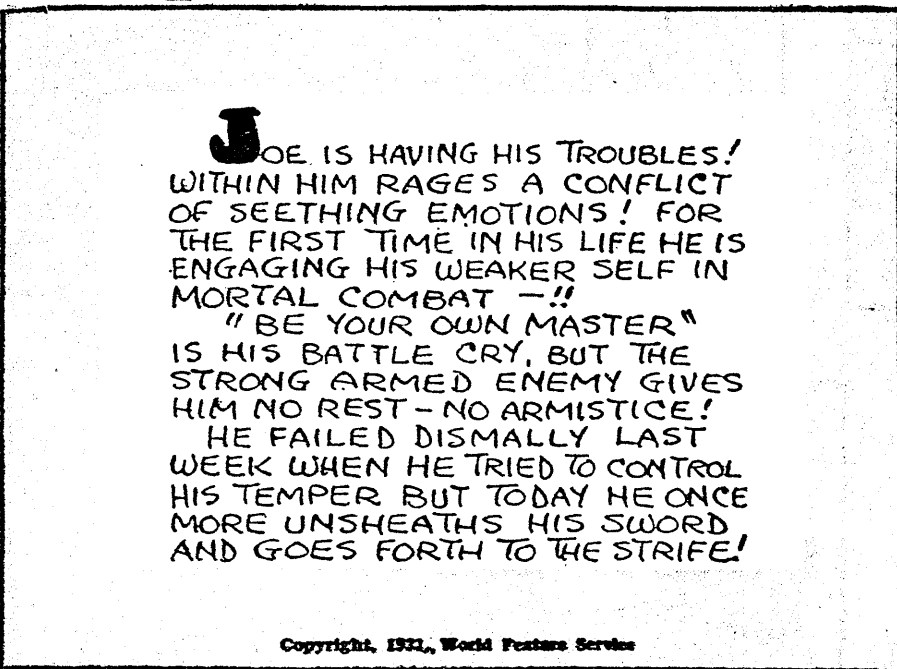 JOE IS HAVING HIS TROUBLES!
WITHIN HIM RAGES A CONFLICT
OF SEETHING EMOTIONS! FOR
THE FIRST TIME IN HIS LIFE HE IS
ENGAGING HIS WEAKER SELF IN
MORTAL COMBAT —!!
"BE YOUR OWN MASTER"
IS HIS BATTLE CRY, BUT THE
STRONG ARMED ENEMY GIVES
HIM NO REST – NO ARMISTICE!
HE FAILED DISMALLY LAST
WEEK WHEN HE TRIED TO CONTROL
HIS TEMPER BUT TODAY HE ONCE
MORE UNSHEATHS HIS SWORD
AND GOES FORTH TO THE STRIFE!
Copyright, World Feature Service